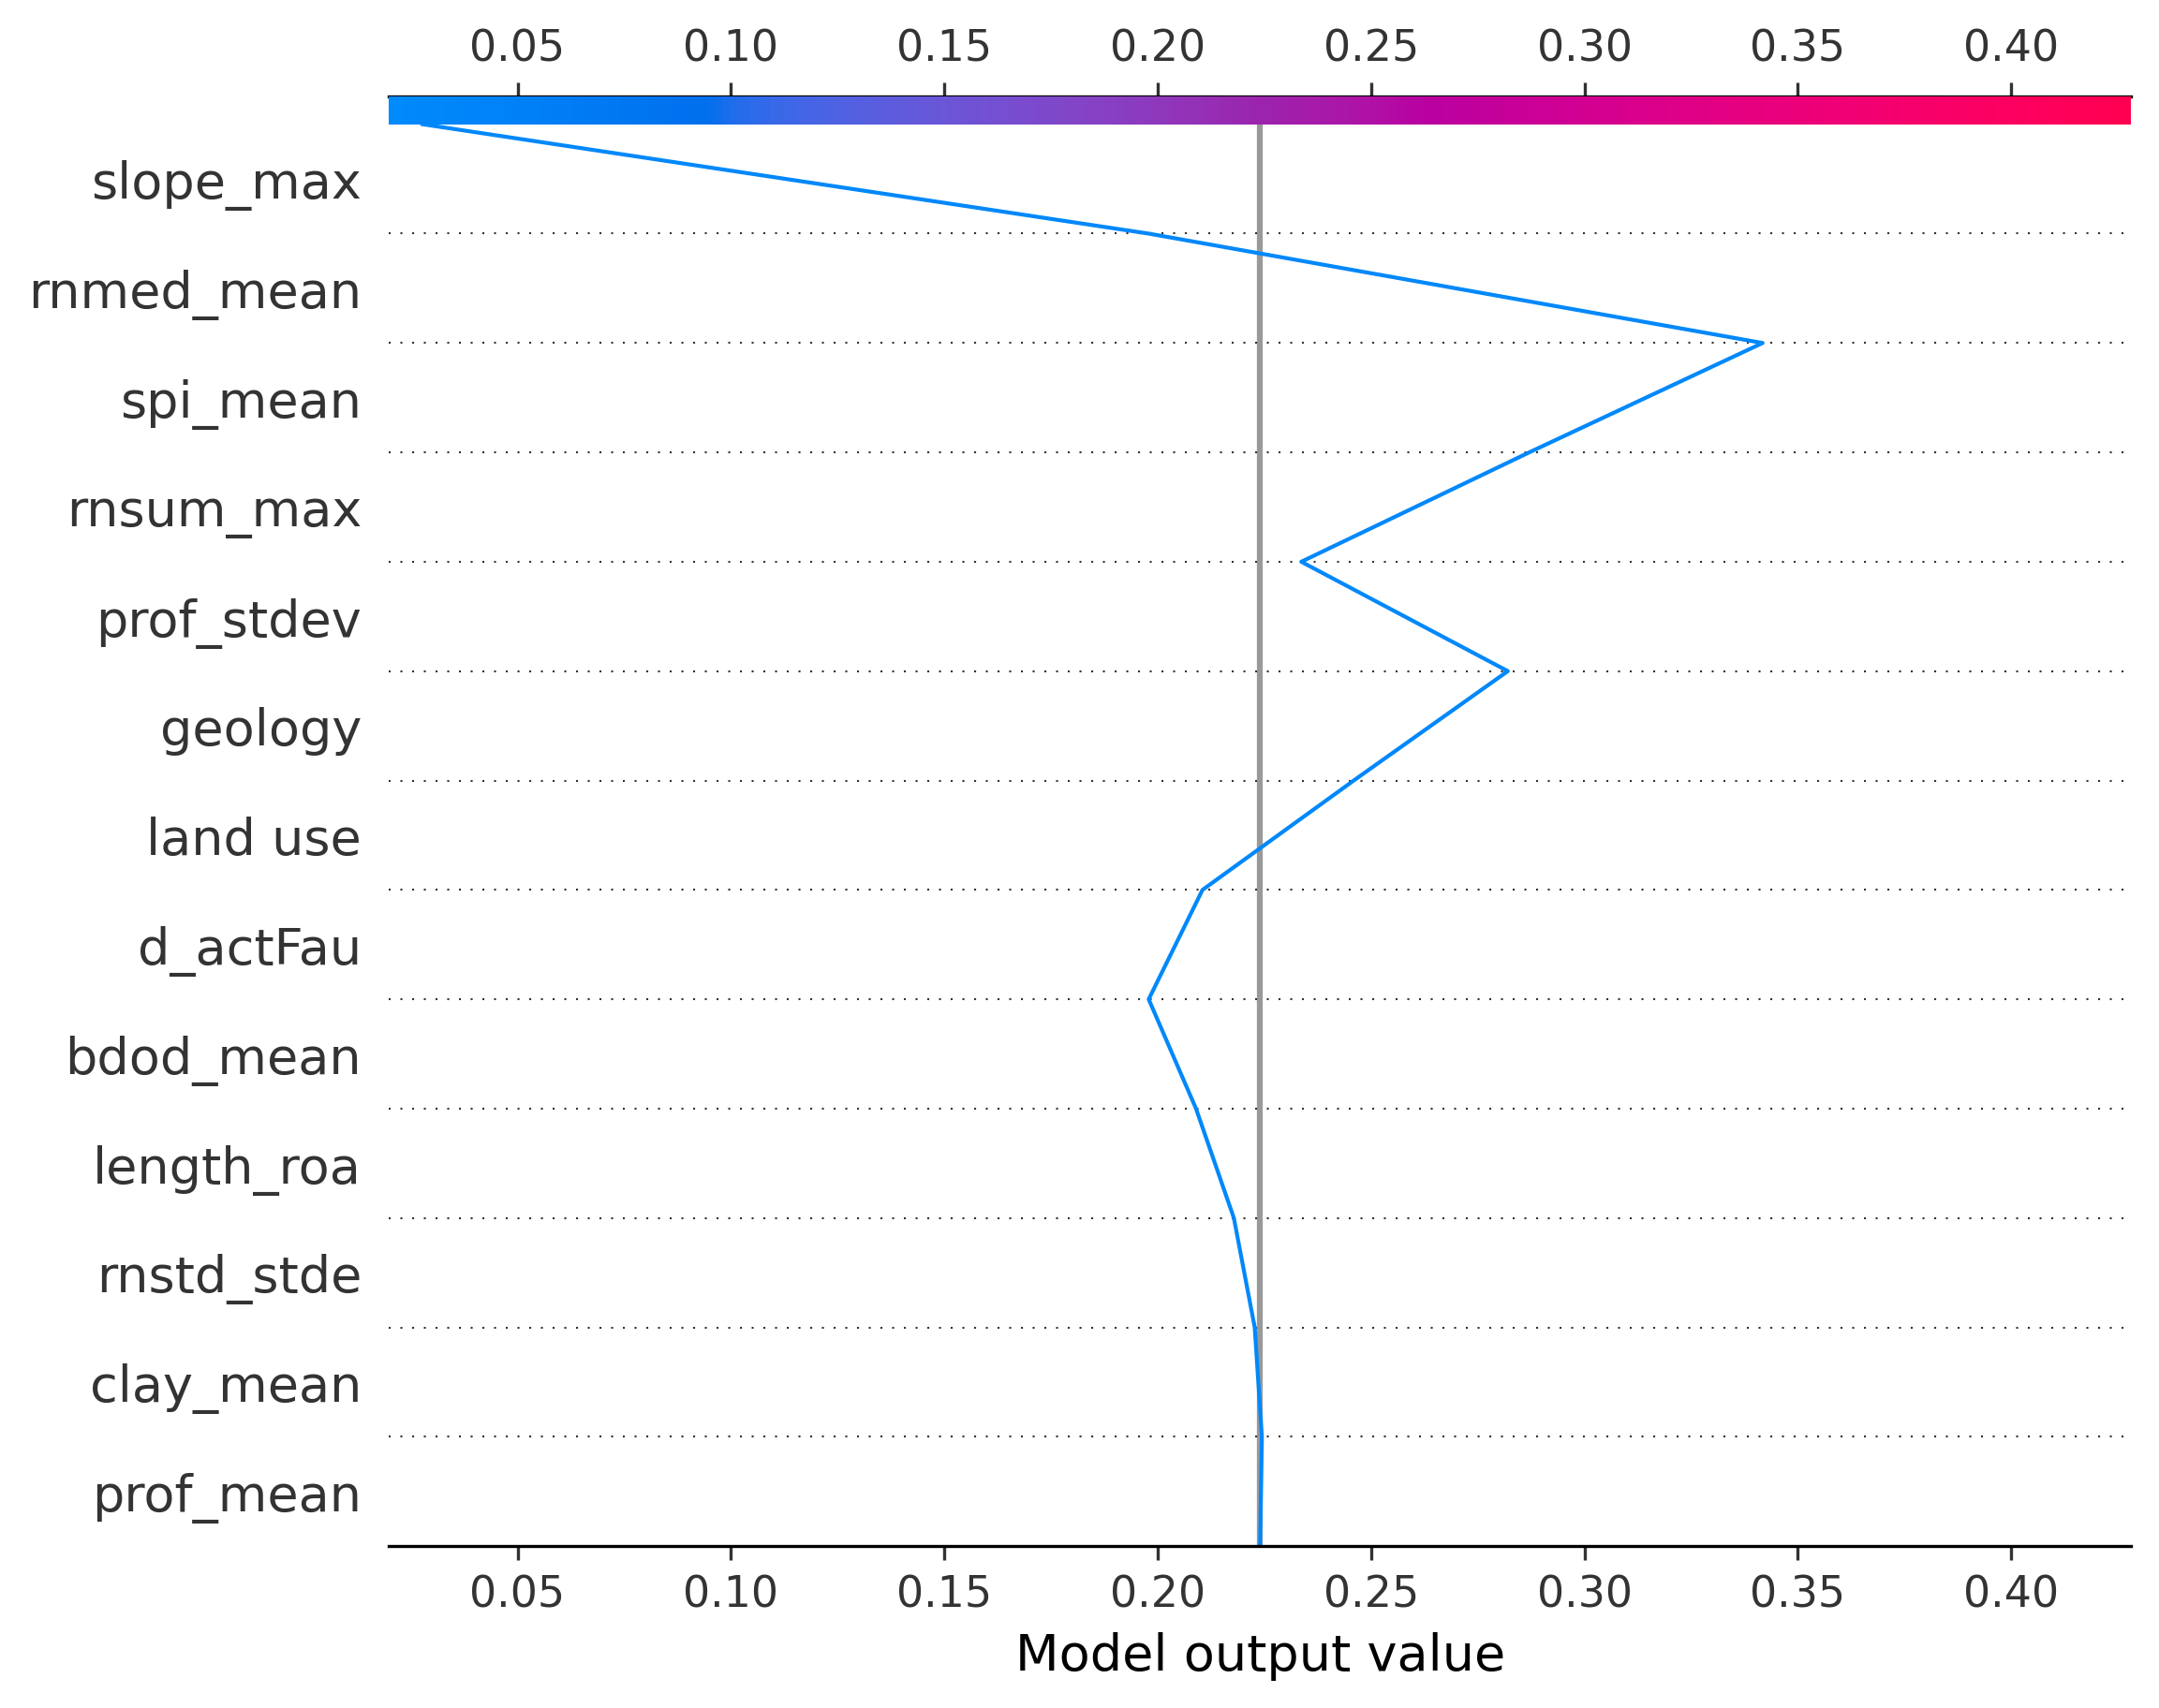 0.05 0.10 0.15 0.20 0.25 0.30 0.35 0.40
slope_max
rnmed_mean
spi_mean
rnsum_max
prof_stdev
geology
land use
d_actFau
bdod_mean
length_roa
rnstd_stde
clay_mean
prof_mean
0.05 0.10 0.15 0.20 0.25 0.30 0.35 0.40
Model output value